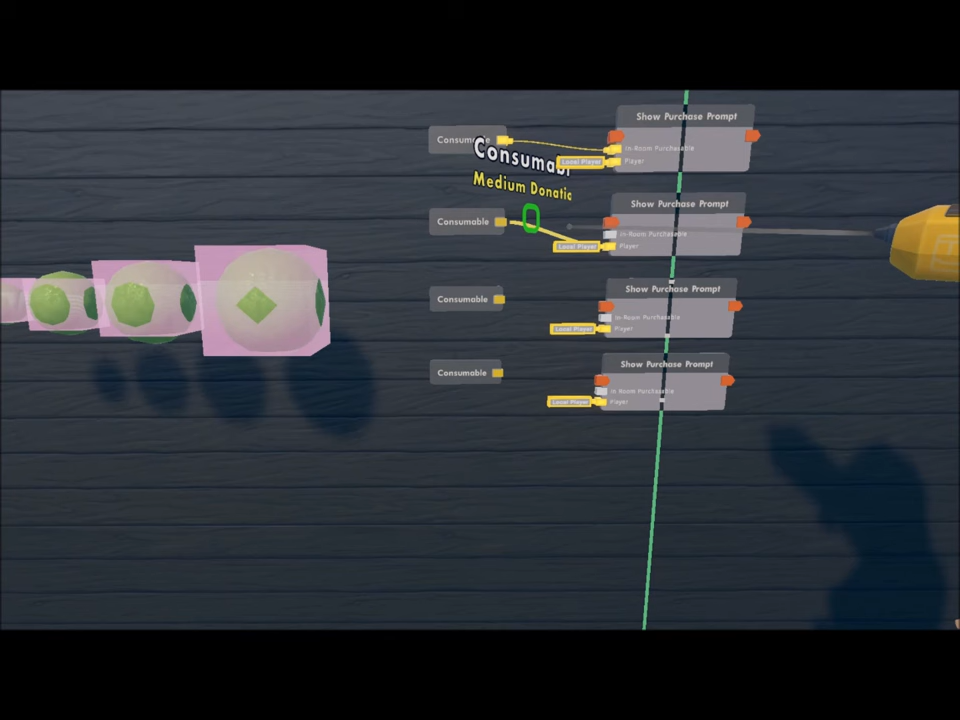 Show Purchase Prompt
Consumable
In-Room Purchasable
Local Player
Player
Consumabl
Medium Donatic
Show Purchase Prompt
Consumable
In-Room Purchasable
Local Player
Player
Show Purchase Prompt
Consumable
In-Room Purchasable
Local Player
Player
Show Purchase Prompt
Consumable
In Room Purchasable
Local Player
Player